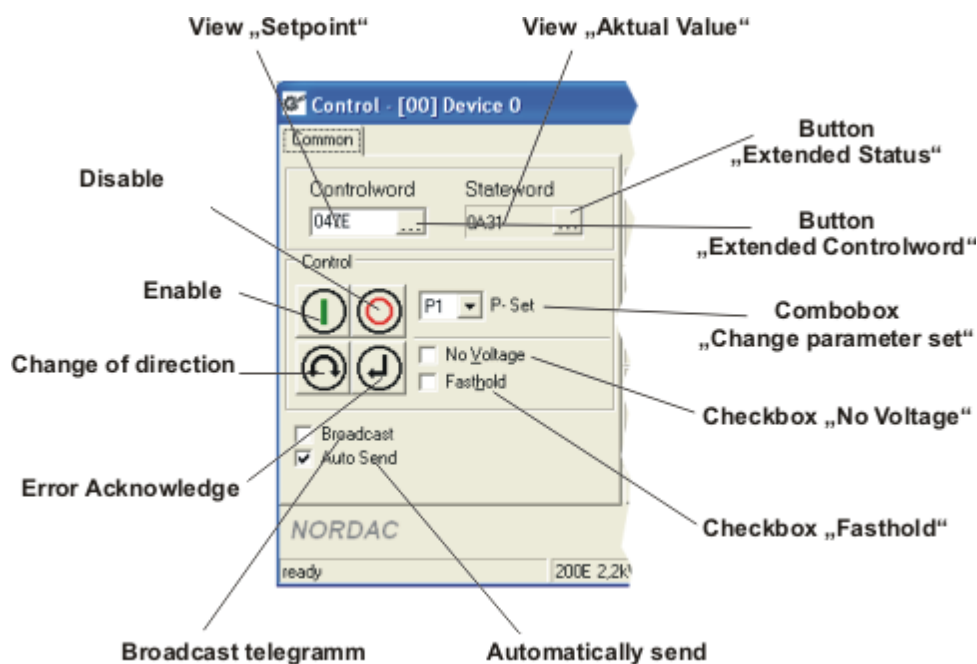 View „Setpoint“
View „Aktual Value“
Control - [00] Device 0
Common
Button
„Extended Status“
Disable
Controlword
Stateword
047E
...
0A31
...
Button
„Extended Controlword“
Control
Enable
P1
P- Set
Combobox
„Change parameter set“
Change of direction
No Voltage
Fasthold
Checkbox „No Voltage“
Broadcast
Auto Send
Error Acknowledge
Checkbox „Fasthold“
NORDAC
ready
200E 2,2k
Broadcast telegramm
Automatically send